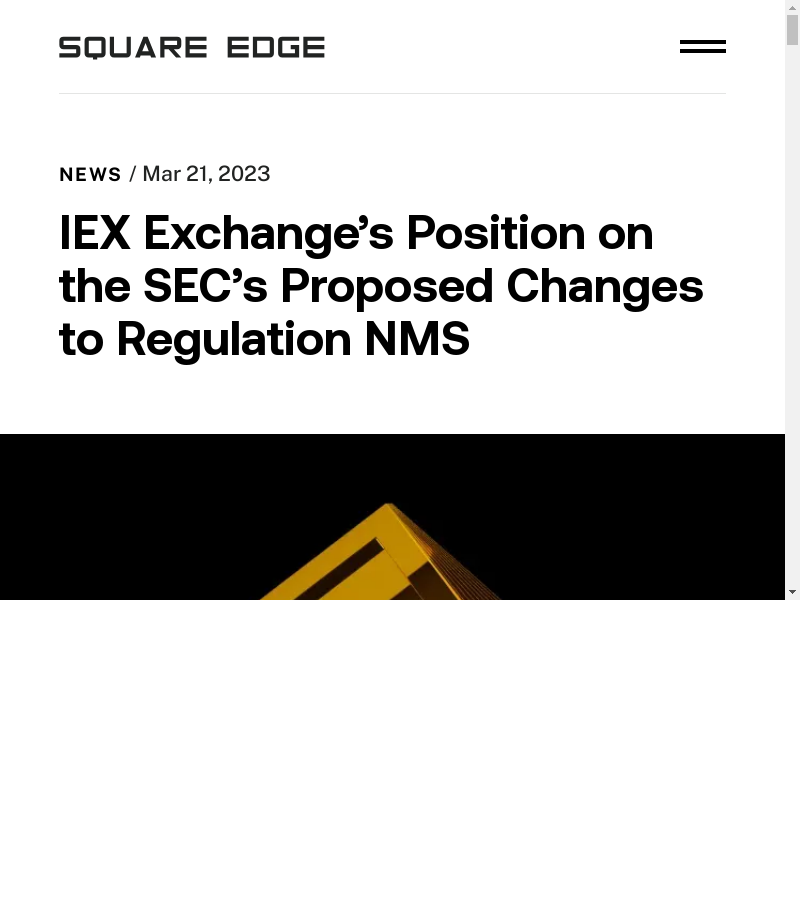 SQUARE EDGE
NEWS / Mar 21, 2023
IEX Exchange’s Position on
the SEC’s Proposed Changes
to Regulation NMS